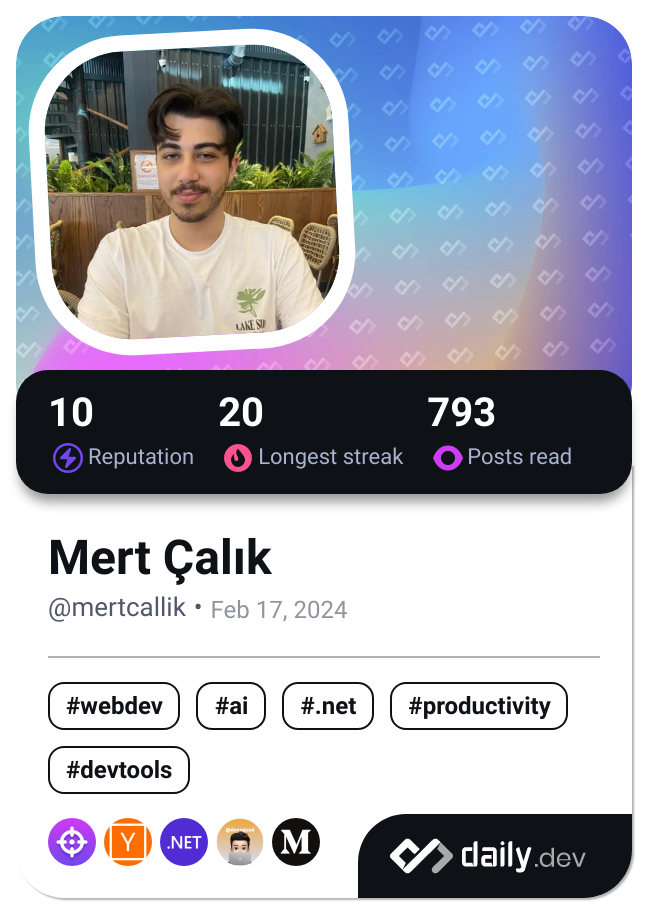 LAKE
10 20 793
Reputation Longest streak Posts read
Mert Çalık
@mertcallik • Feb 17, 2024
#webdev #ai #.net #productivity
#devtools
Y .NET M
daily.dev